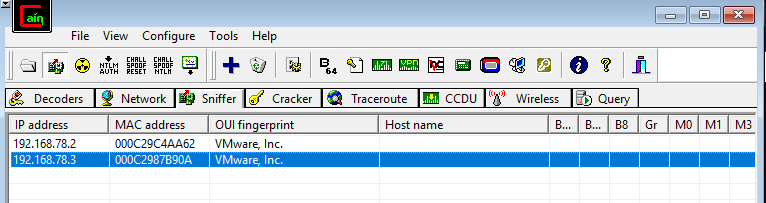 Cain
File View Configure Tools Help
NTLM AUTH CHALL SPOOF RESET CHALL SPOOF NTLM B 64 VPN
Decoders Network Sniffer Cracker Traceroute CCDU Wireless Query
IP address MAC address OUI fingerprint Host name B... B... B8 Gr M0 M1 M3
192.168.78.2 000C29C4AA62 VMware, Inc.
192.168.78.3 000C2987B90A VMware, Inc.